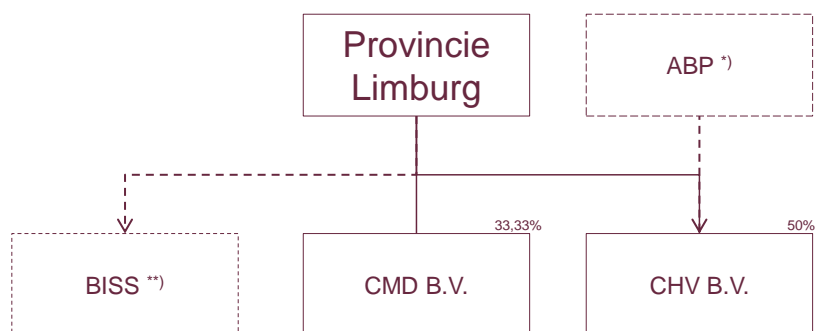 Provincie
Limburg
ABP *)
33,33%
50%
BISS **)
CMD B.V.
CHV B.V.